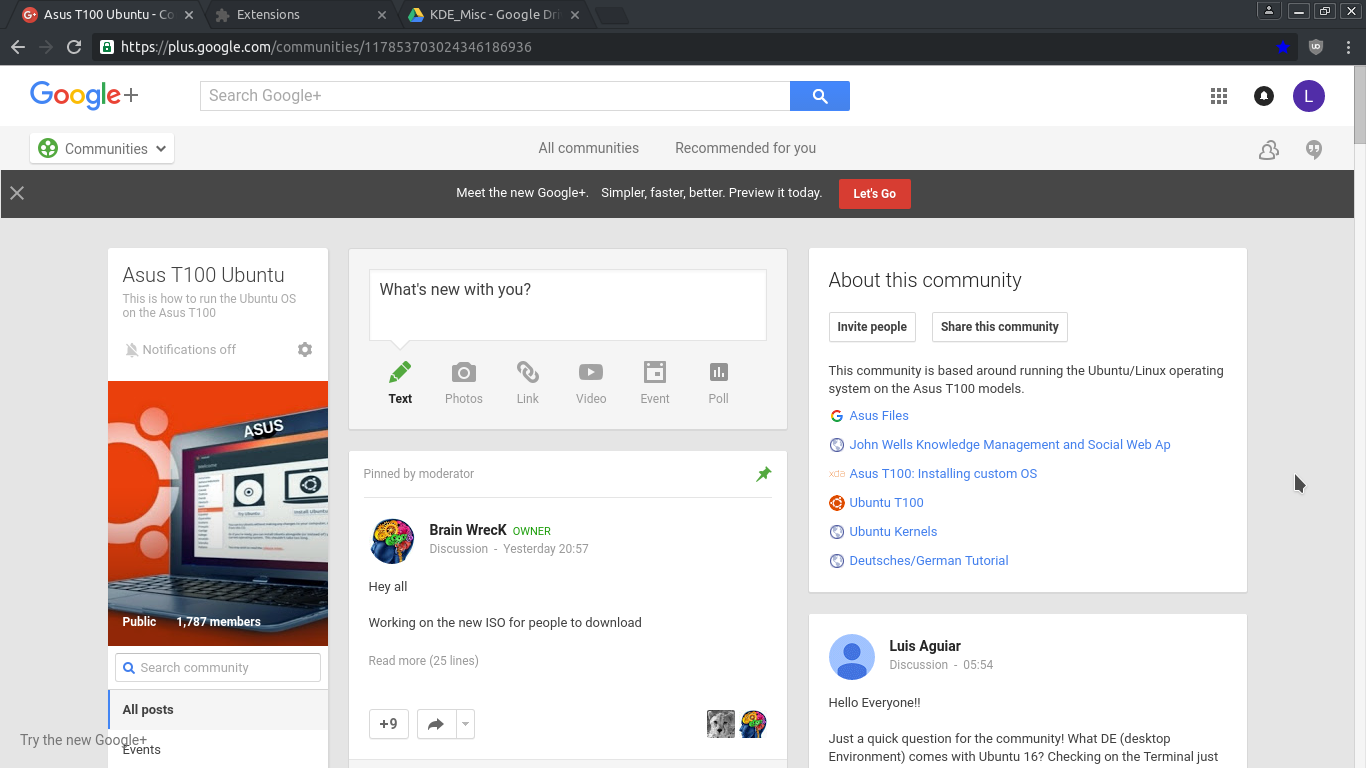 Asus T100 Ubuntu - Co
Extensions
KDE_Misc - Google Dri
https://plus.google.com/communities/117853703024346186936
Google+
Search Google+
L
Communities
All communities
Recommended for you
Meet the new Google+. Simpler, faster, better. Preview it today.
Let's Go
Asus T100 Ubuntu
This is how to run the Ubuntu OS
on the Asus T100
Notifications off
ASUS
Public 1,787 members
Search community
All posts
Events
Try the new Google+
What's new with you?
Text
Photos
Link
Video
Event
Poll
Pinned by moderator
Brain WrecK OWNER
Discussion - Yesterday 20:57
Hey all
Working on the new ISO for people to download
Read more (25 lines)
+9
About this community
Invite people
Share this community
This community is based around running the Ubuntu/Linux operating
system on the Asus T100 models.
Asus Files
John Wells Knowledge Management and Social Web Ap
xda Asus T100: Installing custom OS
Ubuntu T100
Ubuntu Kernels
Deutsches/German Tutorial
Luis Aguiar
Discussion - 05:54
Hello Everyone!!
Just a quick question for the community! What DE (desktop
Environment) comes with Ubuntu 16? Checking on the Terminal just